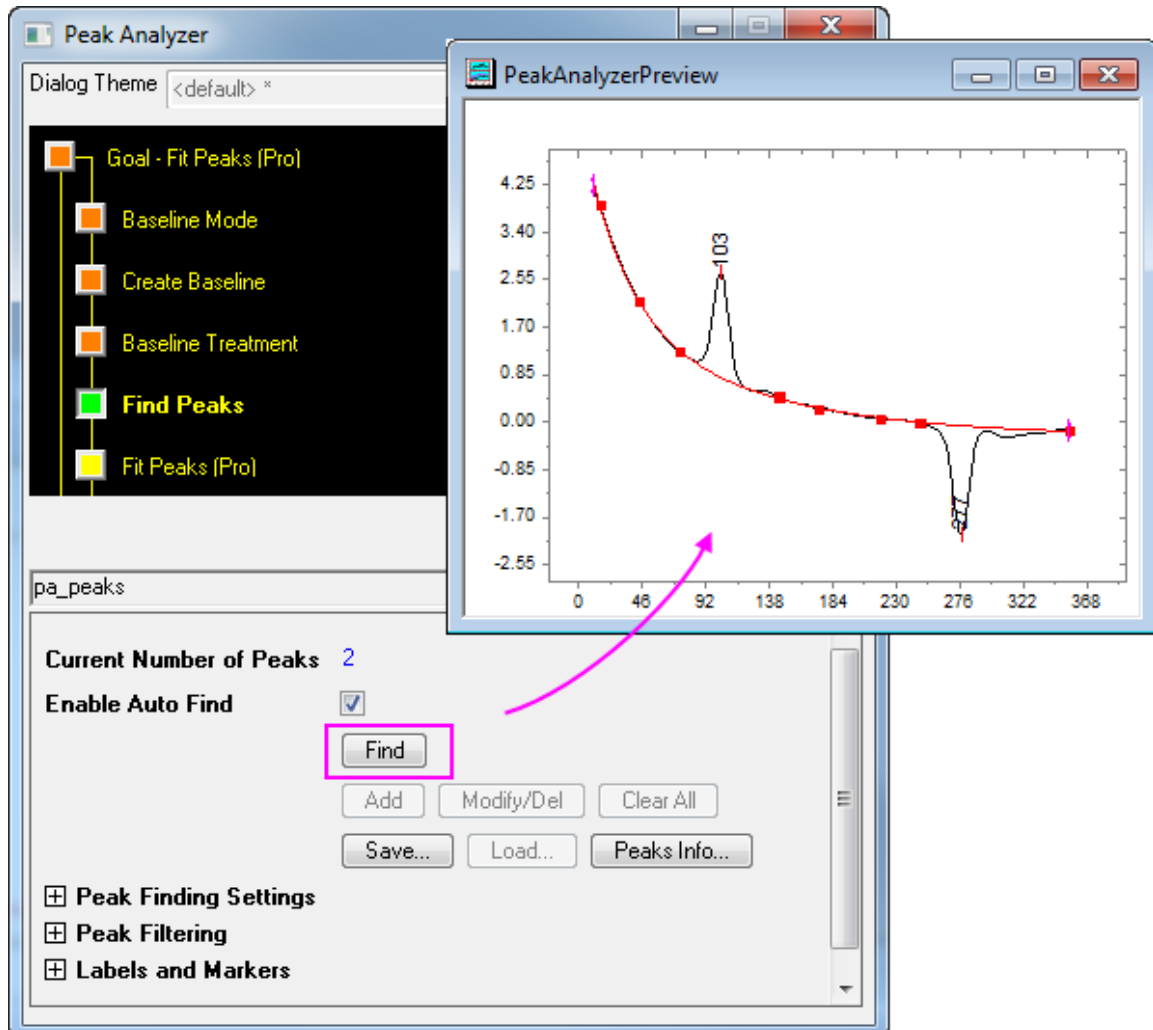 Peak Analyzer
Dialog Theme <default> *
Goal - Fit Peaks (Pro)
Baseline Mode
Create Baseline
Baseline Treatment
Find Peaks
Fit Peaks (Pro)
PeakAnalyzerPreview
4.25
3.40
2.55
1.70
0.85
0.00
-0.85
-1.70
-2.55
103
0 46 92 138 184 230 276 322 368
pa_peaks
Current Number of Peaks 2
Enable Auto Find
Find
Add Modify/Del Clear All
Save... Load... Peaks Info...
Peak Finding Settings
Peak Filtering
Labels and Markers